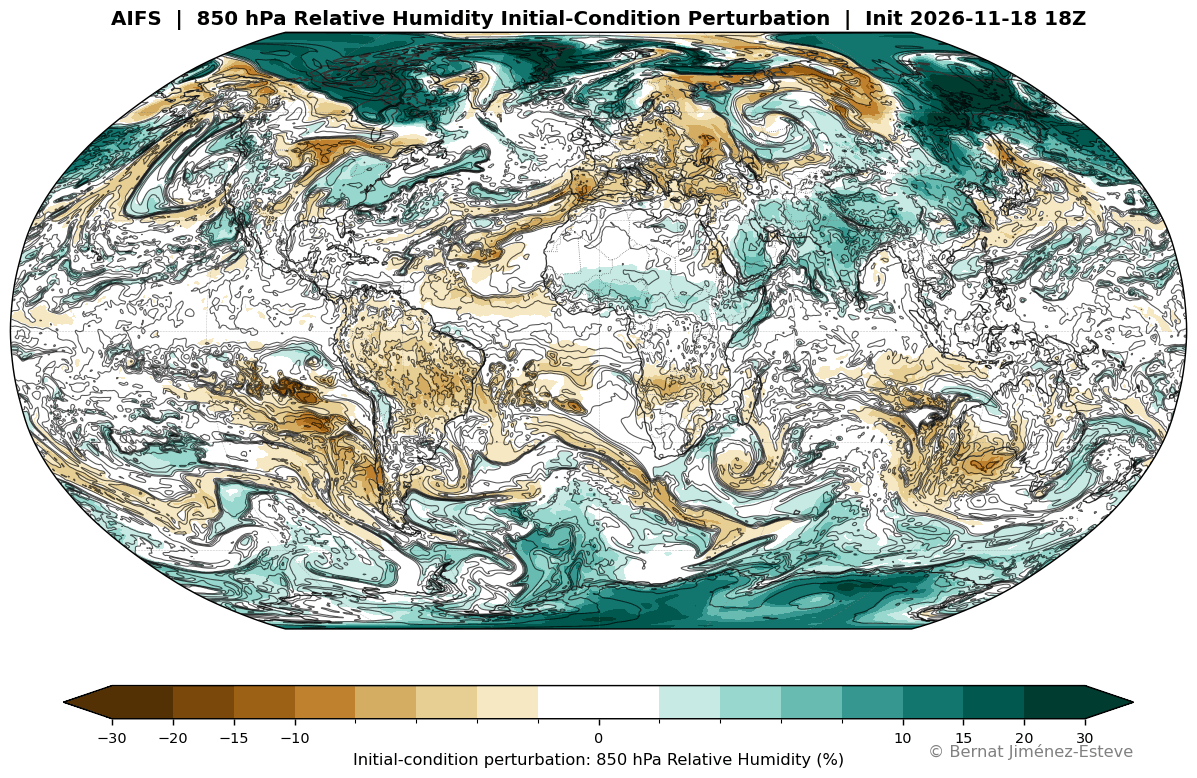 AIFS | 850 hPa Relative Humidity Initial-Condition Perturbation | Init 2026-11-18 18Z
−30 −20 −15 −10 0 10 15 20 30
Initial-condition perturbation: 850 hPa Relative Humidity (%)
© Bernat Jiménez-Esteve